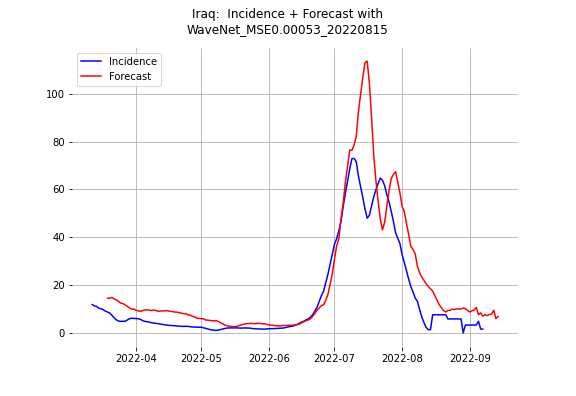 Iraq:  Incidence + Forecast with
WaveNet_MSE0.00053_20220815
Incidence
Forecast
100
80
60
40
20
0
2022-04 2022-05 2022-06 2022-07 2022-08 2022-09